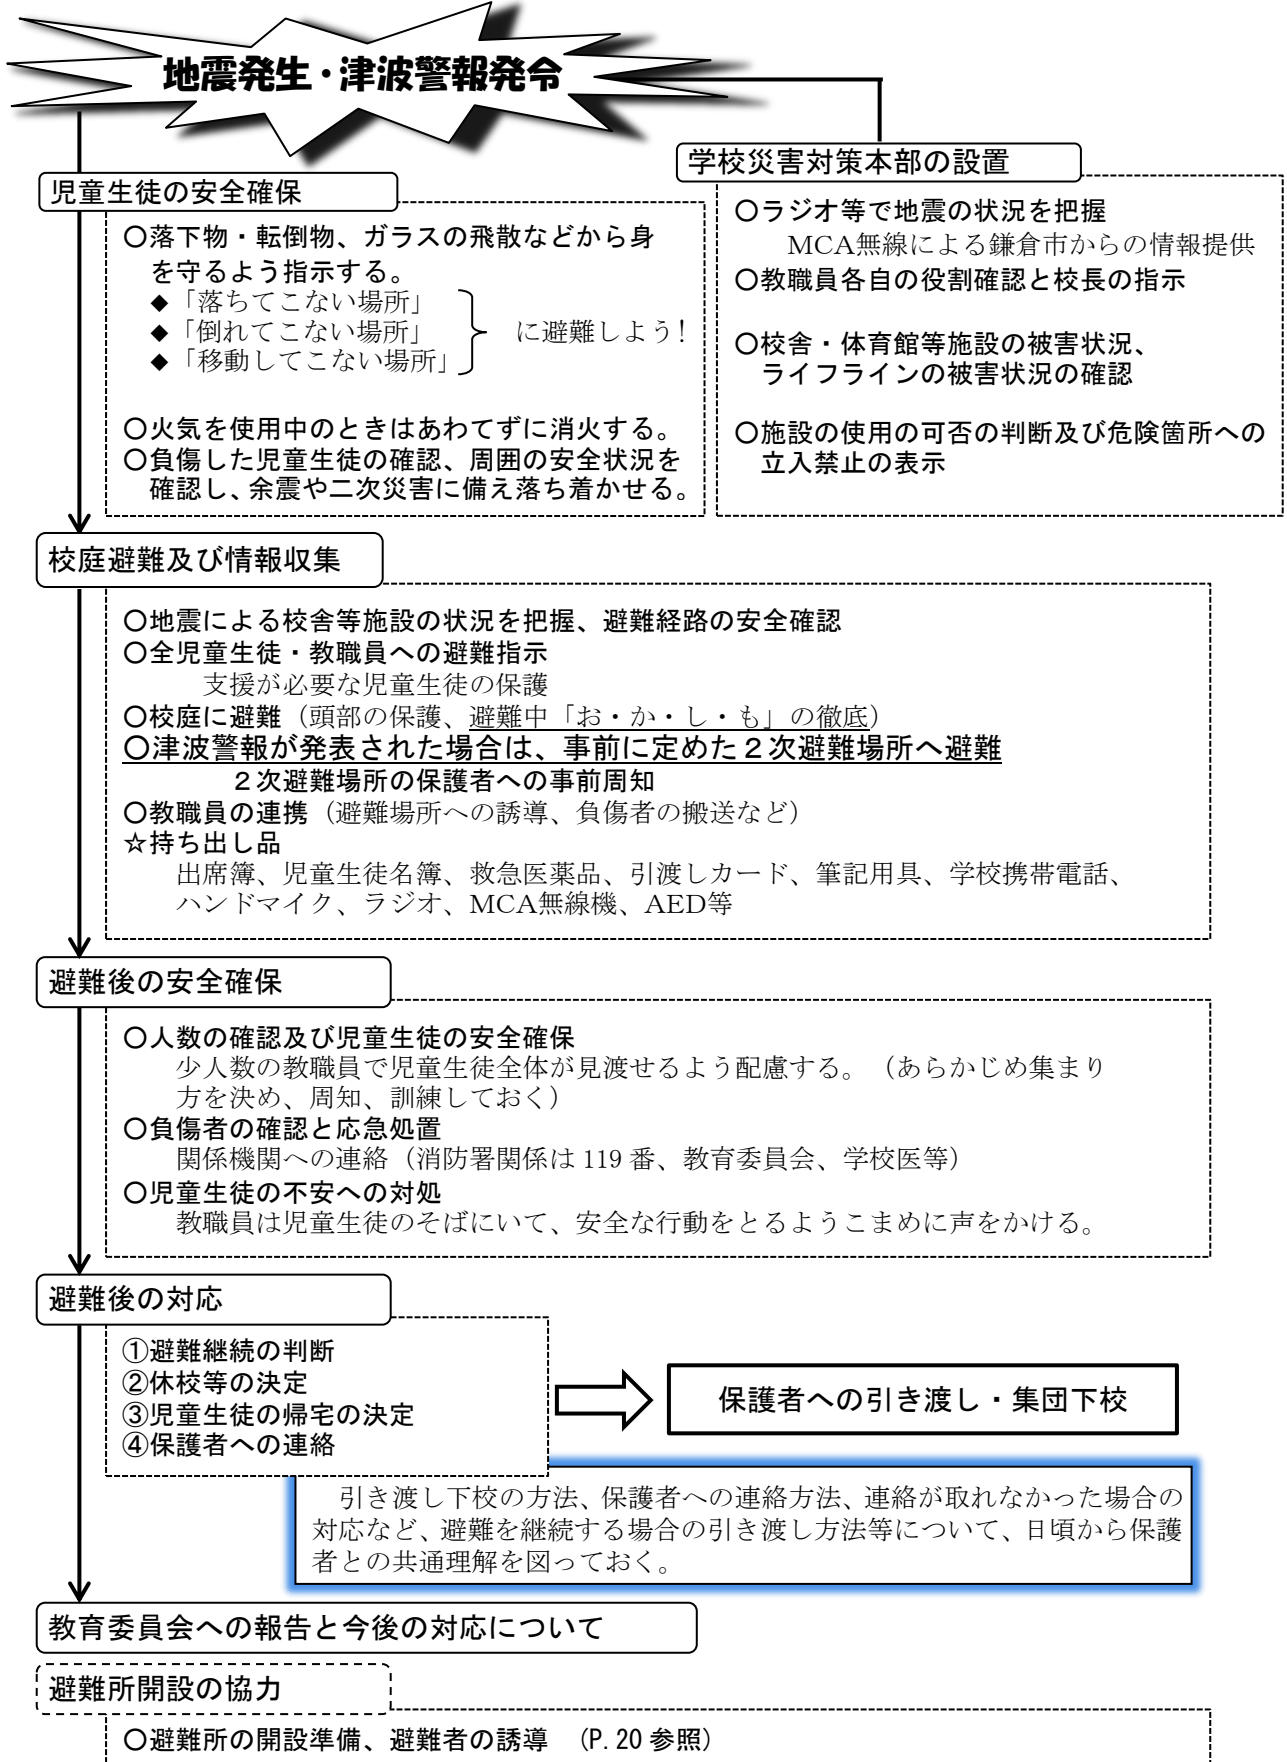 地震発生・津波警報発令
児童生徒の安全確保
〇落下物・転倒物、ガラスの飛散などから身
を守るよう指示する。
◆「落ちてこない場所」
◆「倒れてこない場所」 に避難しよう！
◆「移動してこない場所」
〇火気を使用中のときはあわてずに消火する。
〇負傷した児童生徒の確認、周囲の安全状況を
確認し、余震や二次災害に備え落ち着かせる。
学校災害対策本部の設置
〇ラジオ等で地震の状況を把握
MCA無線による鎌倉市からの情報提供
〇教職員各自の役割確認と校長の指示
〇校舎・体育館等施設の被害状況、
ライフラインの被害状況の確認
〇施設の使用の可否の判断及び危険箇所への
立入禁止の表示
校庭避難及び情報収集
〇地震による校舎等施設の状況を把握、避難経路の安全確認
〇全児童生徒・教職員への避難指示
支援が必要な児童生徒の保護
〇校庭に避難（頭部の保護、避難中「お・か・し・も」の徹底）
〇津波警報が発表された場合は、事前に定めた２次避難場所へ避難
２次避難場所の保護者への事前周知
〇教職員の連携（避難場所への誘導、負傷者の搬送など）
☆持ち出し品
出席簿、児童生徒名簿、救急医薬品、引渡しカード、筆記用具、学校携帯電話、
ハンドマイク、ラジオ、MCA無線機、AED等
避難後の安全確保
〇人数の確認及び児童生徒の安全確保
少人数の教職員で児童生徒全体が見渡せるよう配慮する。（あらかじめ集まり
方を決め、周知、訓練しておく）
〇負傷者の確認と応急処置
関係機関への連絡（消防署関係は 119 番、教育委員会、学校医等）
〇児童生徒の不安への対処
教職員は児童生徒のそばにいて、安全な行動をとるようこまめに声をかける。
避難後の対応
①避難継続の判断
②休校等の決定
③児童生徒の帰宅の決定
④保護者への連絡
保護者への引き渡し・集団下校
引き渡し下校の方法、保護者への連絡方法、連絡が取れなかった場合の
対応など、避難を継続する場合の引き渡し方法等について、日頃から保護
者との共通理解を図っておく。
教育委員会への報告と今後の対応について
避難所開設の協力
〇避難所の開設準備、避難者の誘導 （P.20 参照）